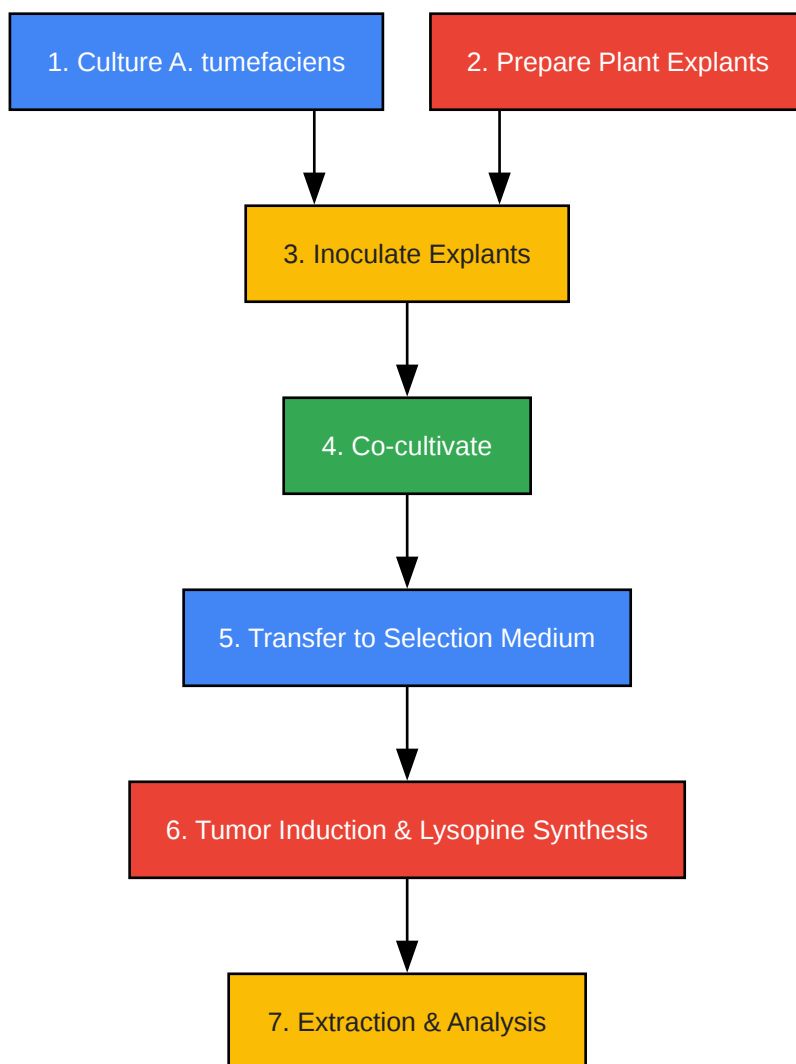 1. Culture A. tumefaciens
2. Prepare Plant Explants
3. Inoculate Explants
4. Co-cultivate
5. Transfer to Selection Medium
6. Tumor Induction & Lysopine Synthesis
7. Extraction & Analysis